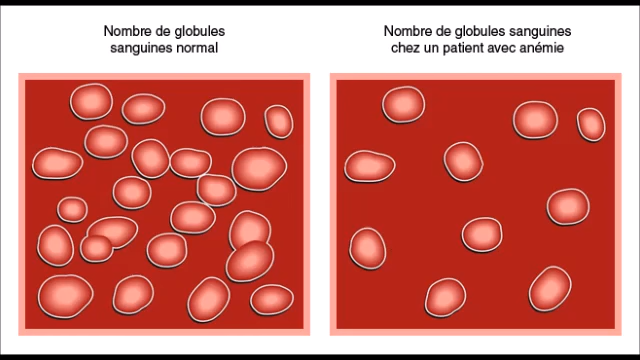 Nombre de globules
sanguines normal
Nombre de globules sanguines
chez un patient avec anémie